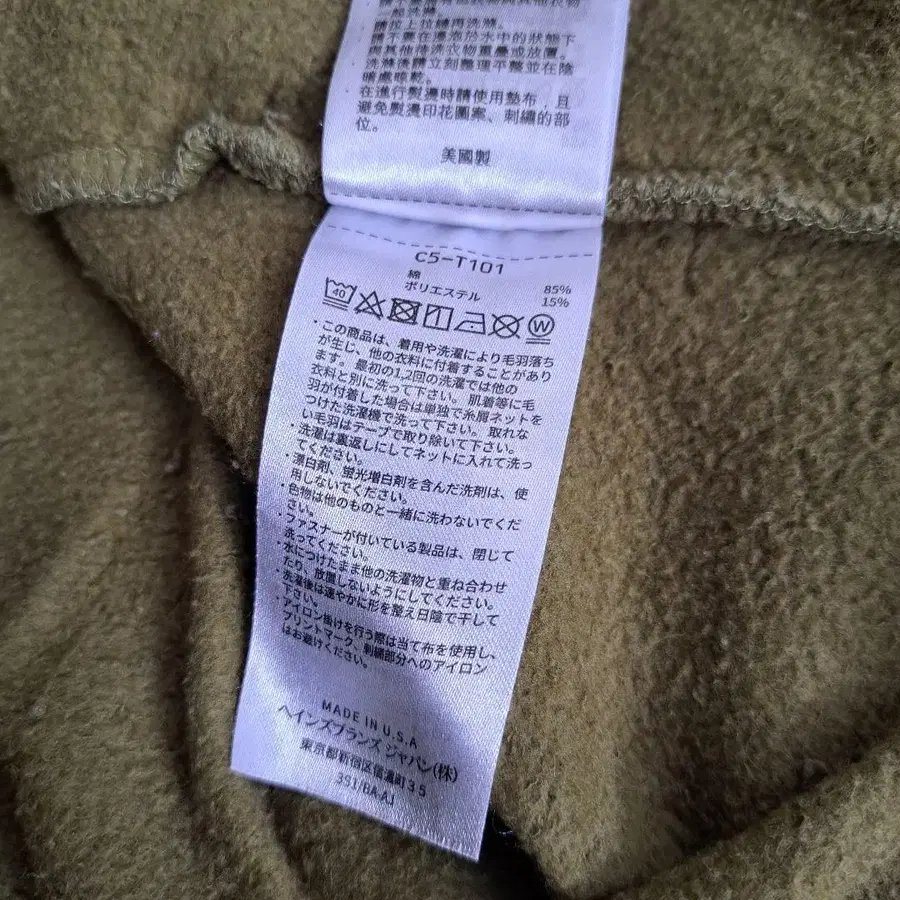 一起洗滌。
請拉上拉鏈再洗滌。
請不要在浸泡於水中的狀態下
與其他待洗衣物重疊或放置。
洗滌後請立刻整理平整並在陰
暗處晾乾。
在進行熨燙時請使用墊布，且
避免熨燙印花圖案、刺繡的部
位。
美國製
C5-T101
綿 85%
ポリエステル 15%
40
W
・この商品は、着用や洗濯により毛羽落ち
が生じ、他の衣料に付着することがあり
ます。最初の1,2回の洗濯では他の
衣料と別に洗って下さい。肌着等に毛
羽が付着した場合は単独で糸屑ネットを
つけた洗濯機で洗って下さい。取れな
い毛羽はテープで取り除いて下さい。
・洗濯は裏返しにしてネットに入れて洗っ
てください。
・漂白剤、蛍光増白剤を含んだ洗剤は、使
用しないでください。
・色物は他のものと一緒に洗わないでくだ
さい。
・ファスナーが付いている製品は、閉じて
洗ってください。
・水につけたまま他の洗濯物と重ね合わせ
たり、放置しないようにしてください。
・洗濯後は速やかに形を整え日陰で干して
下さい。
・アイロン掛けを行う際は当て布を使用し、
プリントマーク、刺繍部分へのアイロン
はお避けください。
MADE IN U.S.A
ヘインズブランズ ジャパン(株)
東京都新宿区信濃町35
391/BA-AJ